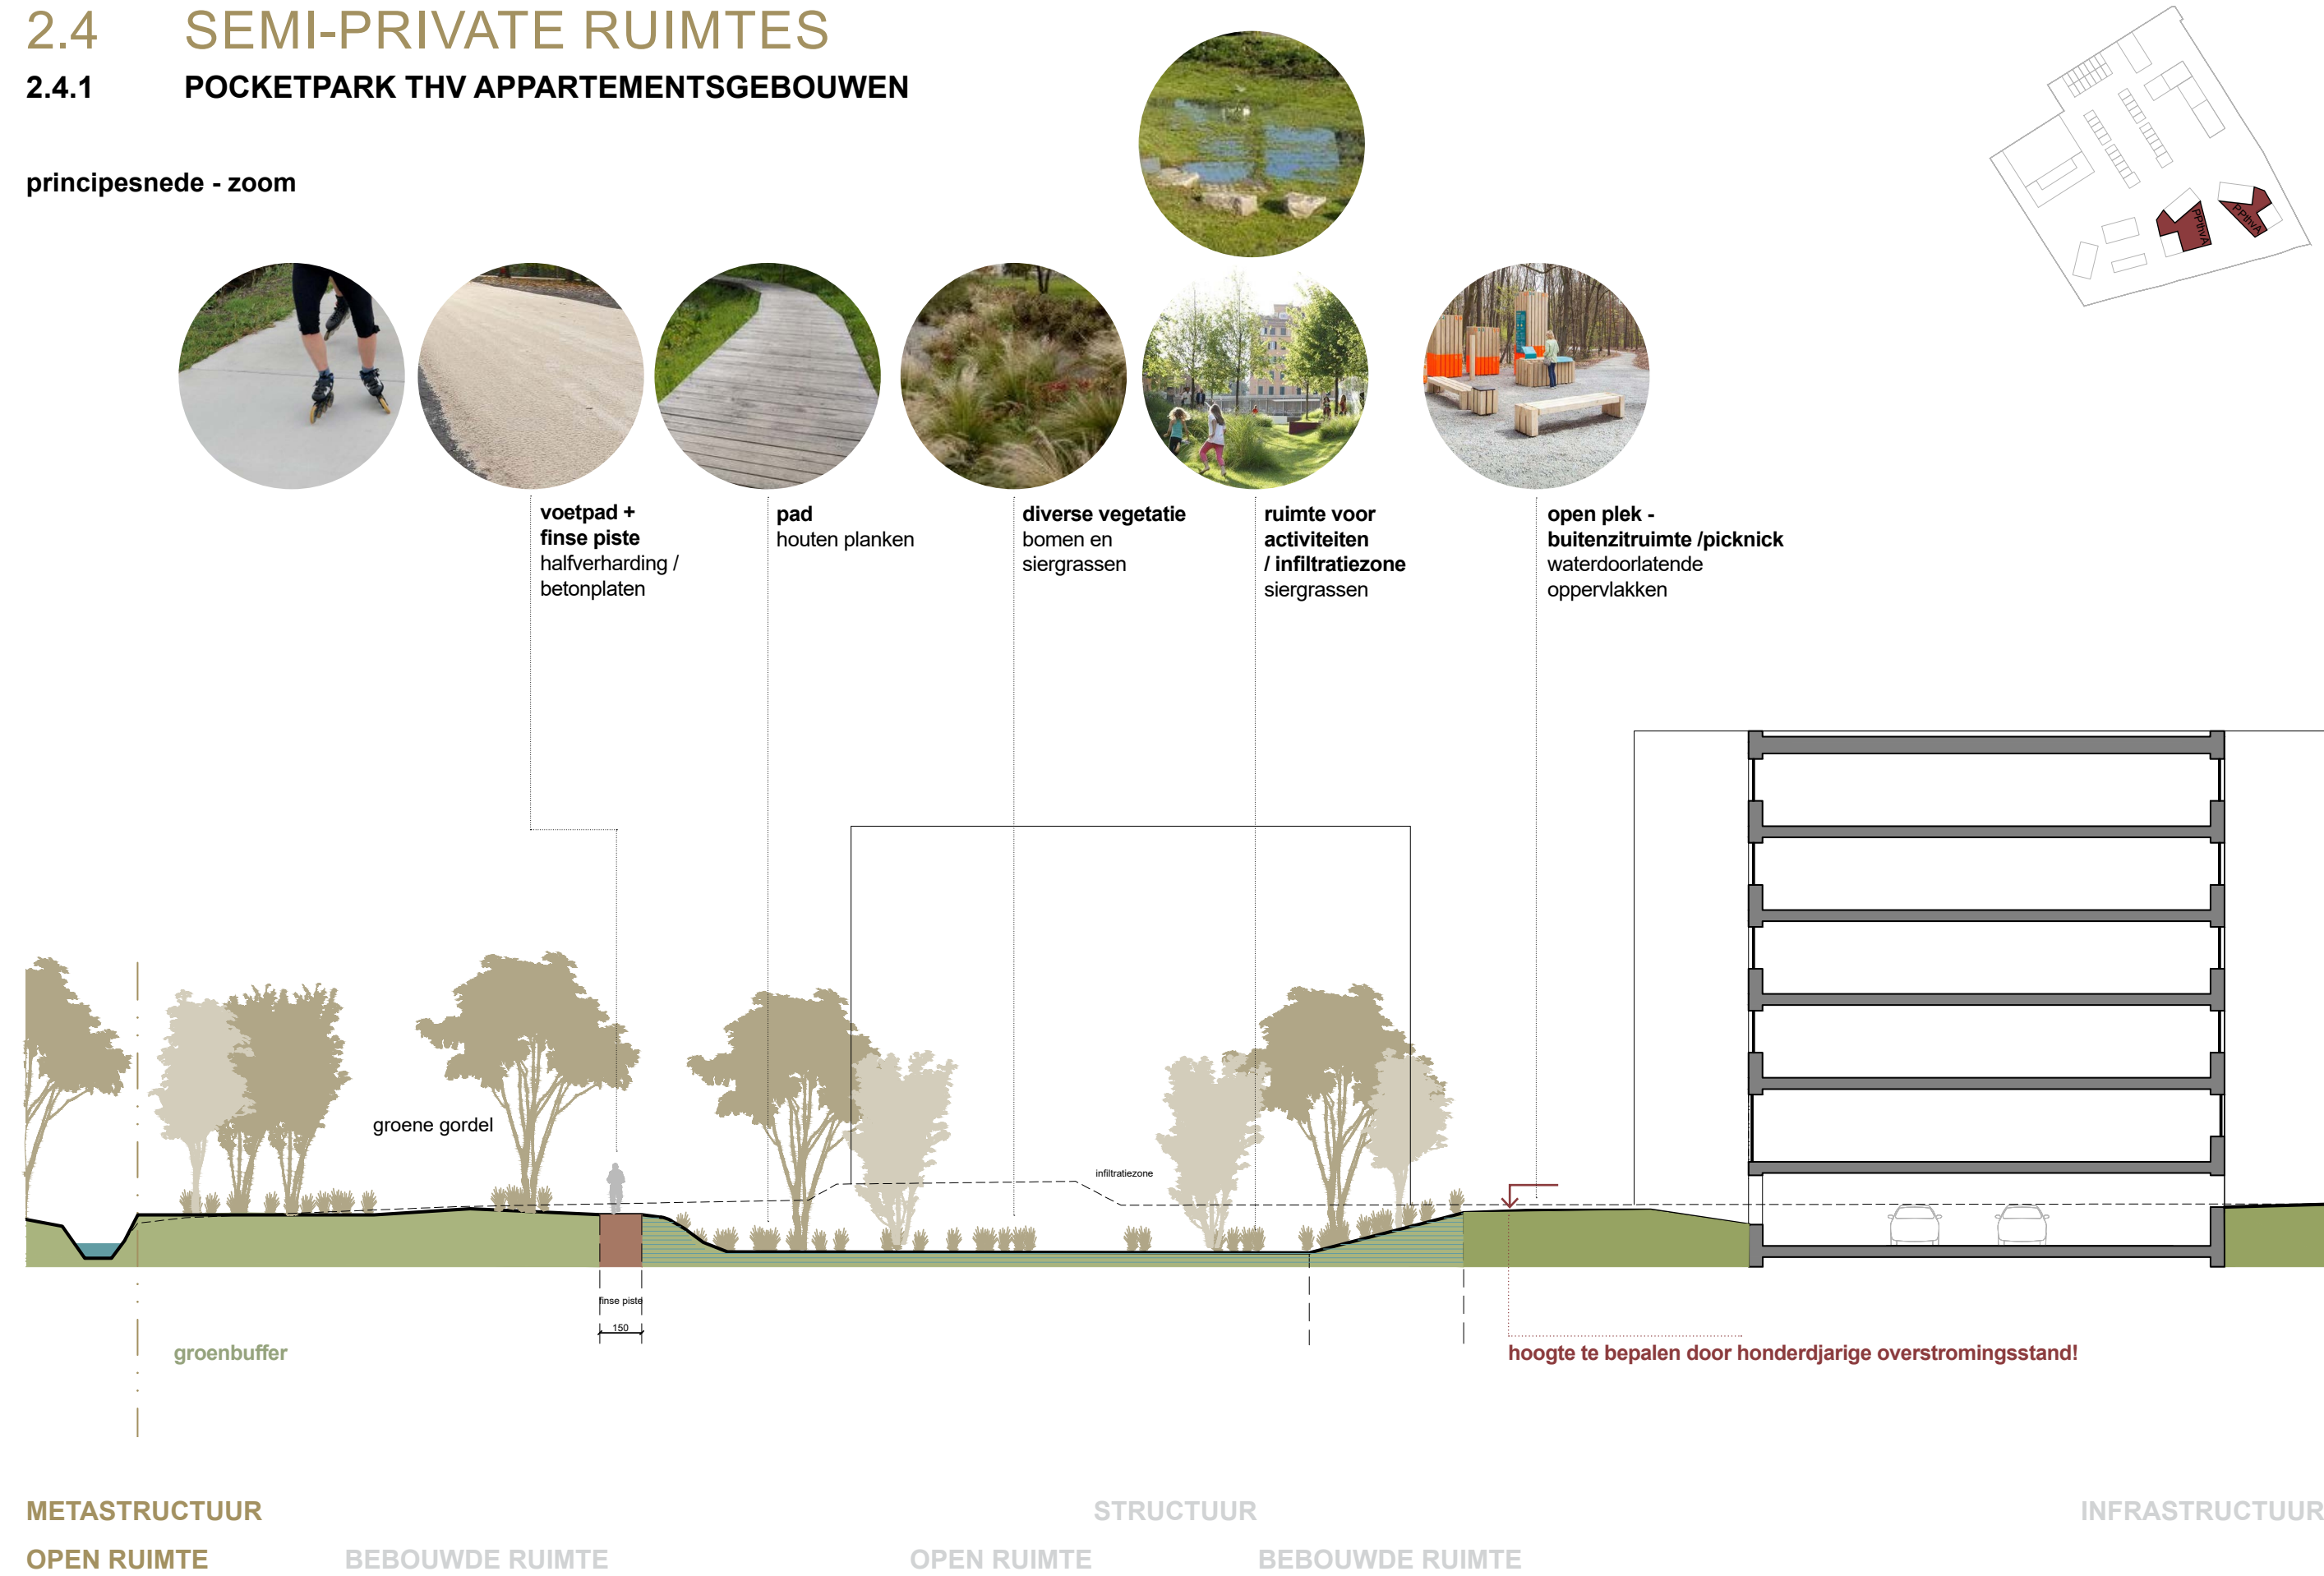 2.4 SEMI-PRIVATE RUIMTES
2.4.1 POCKETPARK THV APPARTEMENTSGEBOUWEN
principesnede - zoom
PPthvA
PPthvA
voetpad +
finse piste
halfverharding /
betonplaten
pad
houten planken
diverse vegetatie
bomen en
siergrassen
ruimte voor
activiteiten
/ infiltratiezone
siergrassen
open plek -
buitenzitruimte /picknick
waterdoorlatende
oppervlakken
groene gordel
infiltratiezone
finse piste
150
groenbuffer
hoogte te bepalen door honderdjarige overstromingsstand!
METASTRUCTUUR STRUCTUUR INFRASTRUCTUUR
OPEN RUIMTE BEBOUWDE RUIMTE OPEN RUIMTE BEBOUWDE RUIMTE